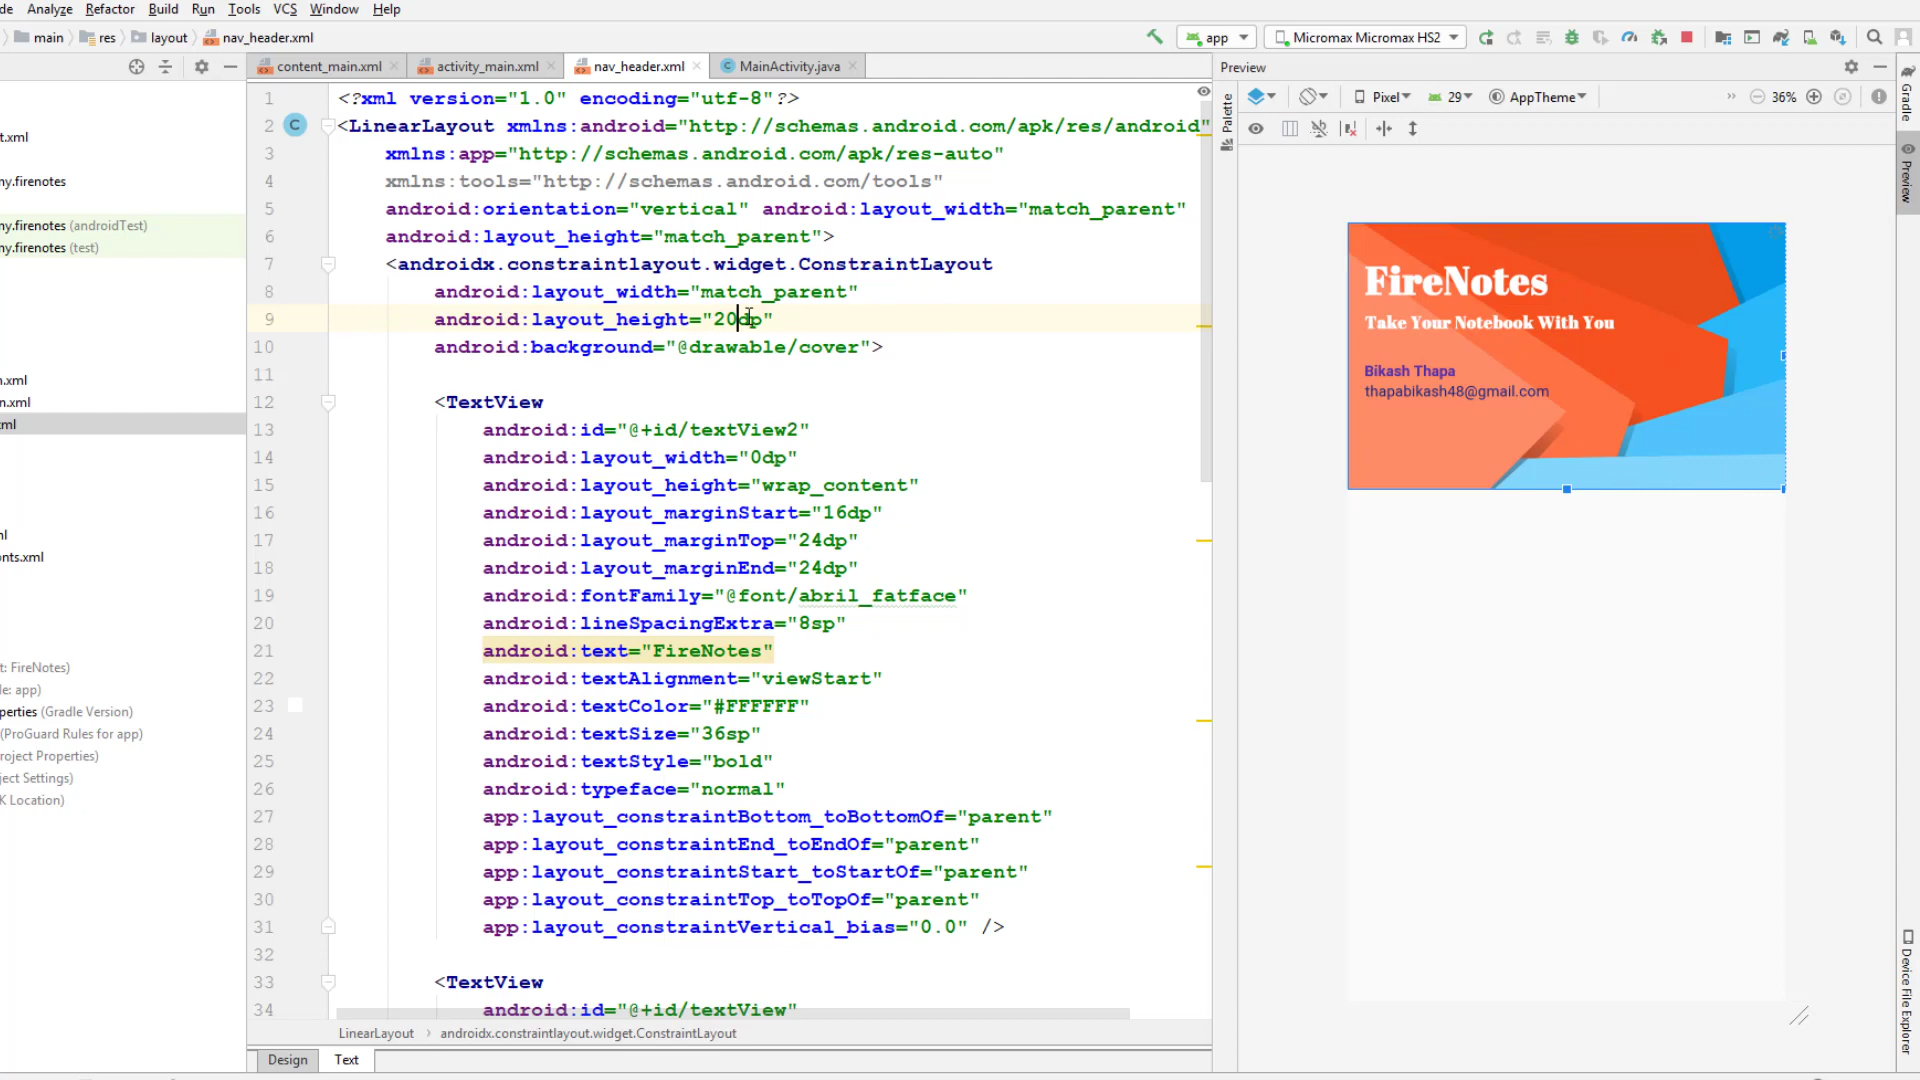 de Analyze Refactor Build Run Tools VCS Window Help
main res layout nav_header.xml app Micromax Micromax HS2
content_main.xml activity_main.xml nav_header.xml MainActivity.java Preview
Pixel 29 AppTheme 36%
t.xml
ny.firenotes
ny.firenotes (androidTest)
ny.firenotes (test)
n.xml
n.xml
xml
nl
onts.xml
t: FireNotes)
le: app)
perties (Gradle Version)
(ProGuard Rules for app)
roject Properties)
ject Settings)
K Location)
1 <?xml version="1.0" encoding="utf-8"?>
2 <LinearLayout xmlns:android="http://schemas.android.com/apk/res/android"
3 xmlns:app="http://schemas.android.com/apk/res-auto"
4 xmlns:tools="http://schemas.android.com/tools"
5 android:orientation="vertical" android:layout_width="match_parent"
6 android:layout_height="match_parent">
7 <androidx.constraintlayout.widget.ConstraintLayout
8 android:layout_width="match_parent"
9 android:layout_height="20dp"
10 android:background="@drawable/cover">
11
12 <TextView
13 android:id="@+id/textView2"
14 android:layout_width="0dp"
15 android:layout_height="wrap_content"
16 android:layout_marginStart="16dp"
17 android:layout_marginTop="24dp"
18 android:layout_marginEnd="24dp"
19 android:fontFamily="@font/abril_fatface"
20 android:lineSpacingExtra="8sp"
21 android:text="FireNotes"
22 android:textAlignment="viewStart"
23 android:textColor="#FFFFFF"
24 android:textSize="36sp"
25 android:textStyle="bold"
26 android:typeface="normal"
27 app:layout_constraintBottom_toBottomOf="parent"
28 app:layout_constraintEnd_toEndOf="parent"
29 app:layout_constraintStart_toStartOf="parent"
30 app:layout_constraintTop_toTopOf="parent"
31 app:layout_constraintVertical_bias="0.0" />
32
33 <TextView
34 android:id="@+id/textView"
LinearLayout androidx.constraintlayout.widget.ConstraintLayout
Design Text
Palette
FireNotes
Take Your Notebook With You
Bikash Thapa
thapabikash48@gmail.com
Gradle
Preview
Device File Explorer